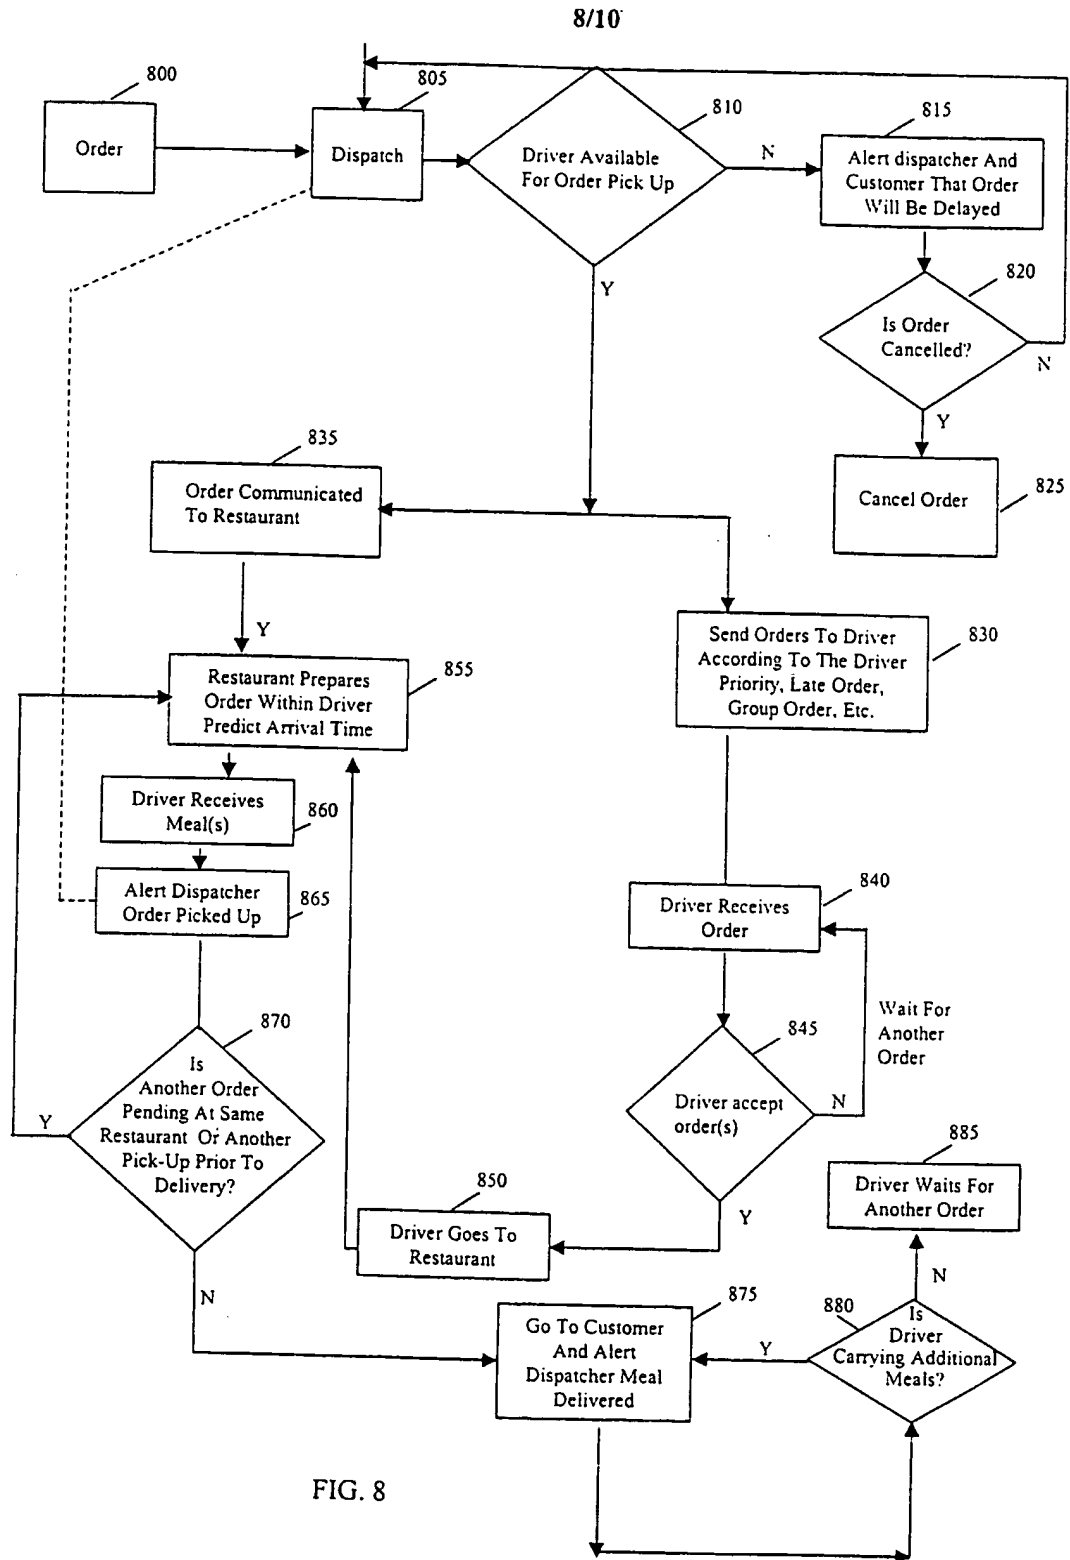 8/10
800
Order
805
Dispatch
810
Driver Available
For Order Pick Up
N
Y
815
Alert dispatcher And
Customer That Order
Will Be Delayed
820
Is Order
Cancelled?
N
Y
825
Cancel Order
835
Order Communicated
To Restaurant
Y
830
Send Orders To Driver
According To The Driver
Priority, Late Order,
Group Order, Etc.
855
Restaurant Prepares
Order Within Driver
Predict Arrival Time
Driver Receives
Meal(s)
860
Alert Dispatcher
Order Picked Up
865
840
Driver Receives
Order
Wait For
Another
Order
845
Driver accept
order(s)
N
Y
870
Is
Another Order
Pending At Same
Restaurant Or Another
Pick-Up Prior To
Delivery?
Y
N
850
Driver Goes To
Restaurant
885
Driver Waits For
Another Order
N
875
Go To Customer
And Alert
Dispatcher Meal
Delivered
880
Is
Driver
Carrying Additional
Meals?
Y
FIG. 8